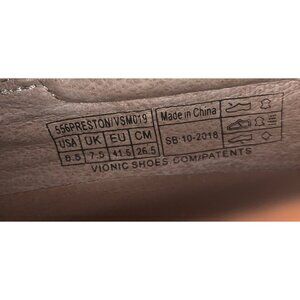 556PRESTON/VSM019
USA UK EU CM
8.5 7.5 41.5 26.5
Made in China
SB-10-2018
VIONIC SHOES.COM/PATENTS